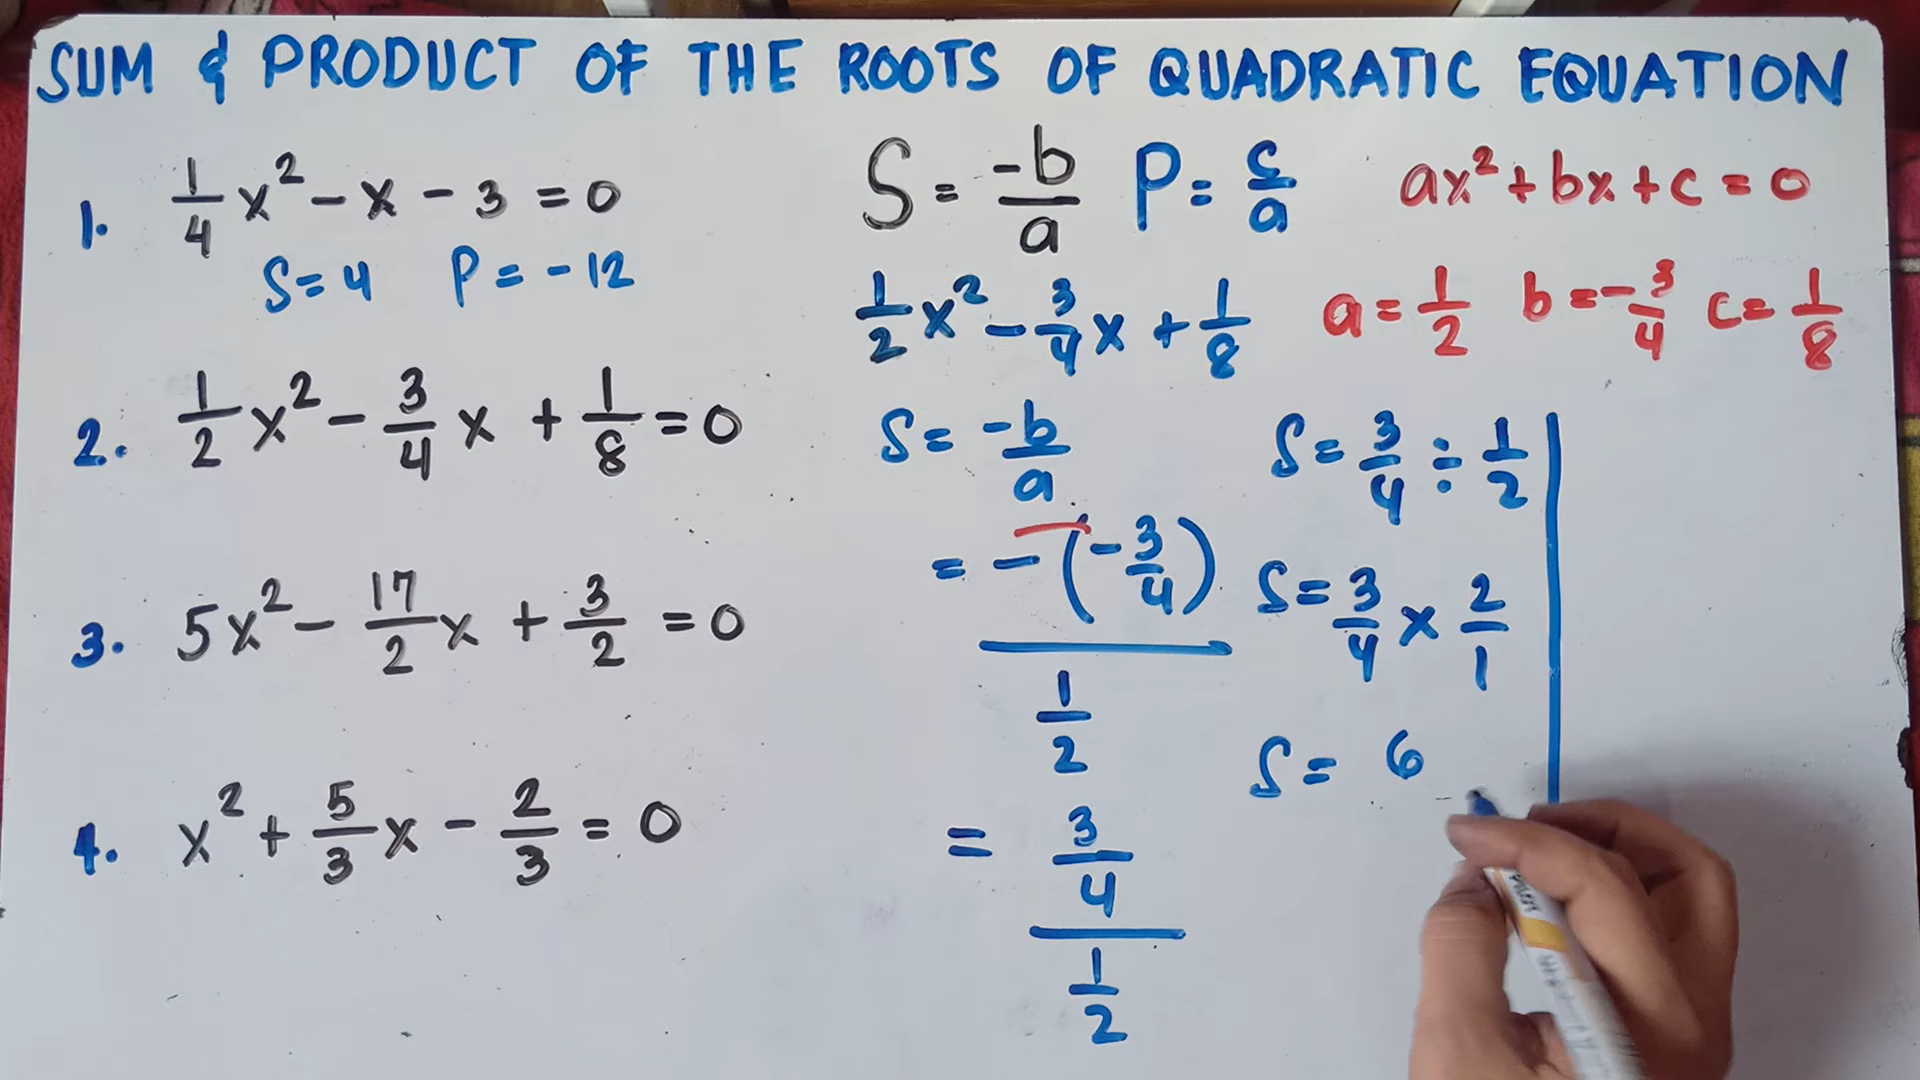 SUM & PRODUCT OF THE ROOTS OF QUADRATIC EQUATION
1. 1/4 x² - x - 3 = 0
S = 4 P = -12
2. 1/2 x² - 3/4 x + 1/8 = 0
3. 5x² - 17/2 x + 3/2 = 0
4. x² + 5/3 x - 2/3 = 0
S = -b/a P = c/a ax² + bx + c = 0
1/2 x² - 3/4 x + 1/8 a = 1/2 b = -3/4 c = 1/8
S = -b/a
= -(-3/4) / 1/2
= 3/4 / 1/2
S = 3/4 ÷ 1/2
S = 3/4 × 2/1
S = 6